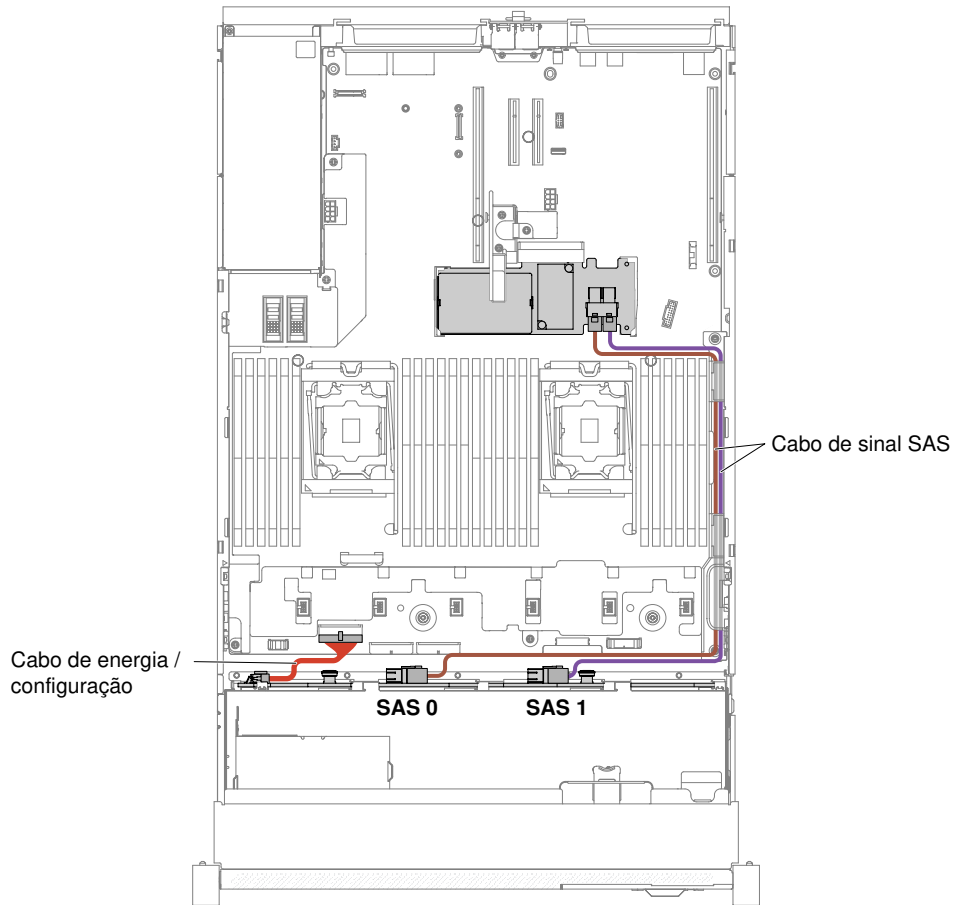 Cabo de sinal SAS
Cabo de energia /
configuração
SAS 0
SAS 1